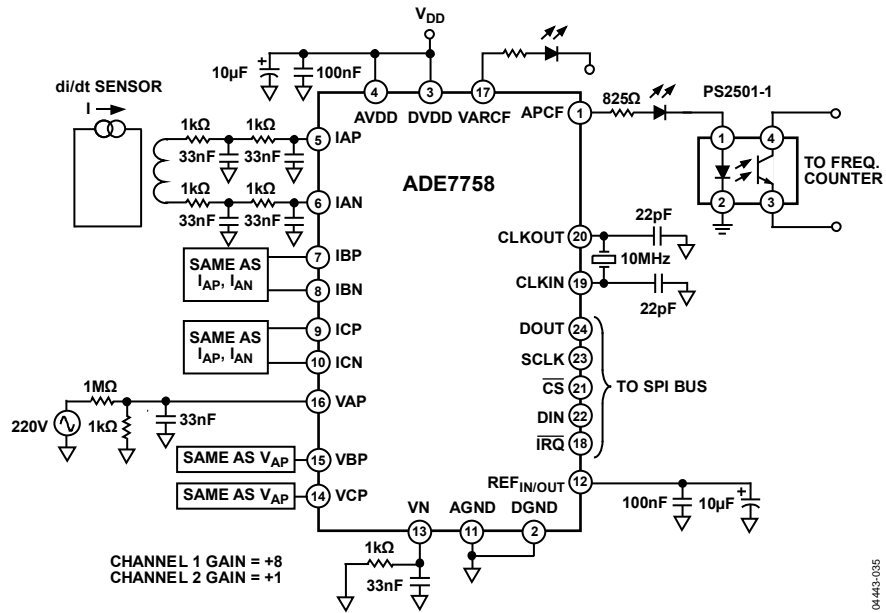 VDD
10µF
+
100nF
4
3
17
AVDD
DVDD
VARCF
APCF
1
825Ω
PS2501-1
1
4
2
3
TO FREQ.
COUNTER
di/dt SENSOR
I
1kΩ
1kΩ
33nF
33nF
5
IAP
1kΩ
1kΩ
33nF
33nF
6
IAN
ADE7758
SAME AS
IAP, IAN
7
IBP
8
IBN
SAME AS
IAP, IAN
9
ICP
10
ICN
CLKOUT
20
22pF
10MHz
CLKIN
19
22pF
DOUT
24
SCLK
23
CS
21
DIN
22
IRQ
18
TO SPI BUS
220V
1MΩ
1kΩ
33nF
16
VAP
SAME AS VAP
15
VBP
SAME AS VAP
14
VCP
REFIN/OUT
12
100nF
10µF
+
VN
AGND
DGND
13
11
2
1kΩ
33nF
CHANNEL 1 GAIN = +8
CHANNEL 2 GAIN = +1
04443-035